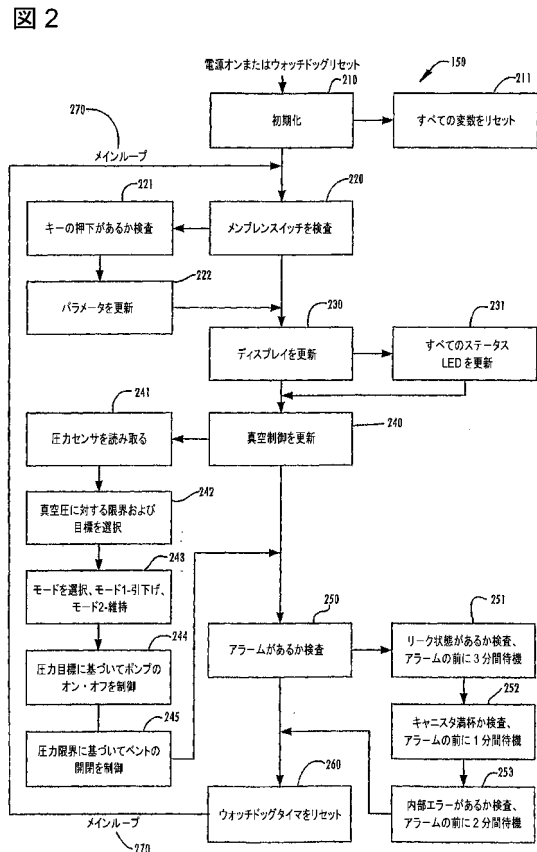 図2
電源オンまたはウォッチドッグリセット
150
210
初期化
211
すべての変数をリセット
270
メインループ
220
メンブレンスイッチを検査
221
キーの押下があるか検査
222
パラメータを更新
230
ディスプレイを更新
231
すべてのステータス
LEDを更新
240
真空制御を更新
241
圧力センサを読み取る
242
真空圧に対する限界および
目標を選択
243
モードを選択、モード1-引下げ、
モード2-維持
244
圧力目標に基づいてポンプの
オン・オフを制御
245
圧力限界に基づいてベントの
開閉を制御
250
アラームがあるか検査
251
リーク状態があるか検査、
アラームの前に3分間待機
252
キャニスタ満杯か検査、
アラームの前に1分間待機
253
内部エラーがあるか検査、
アラームの前に2分間待機
260
ウォッチドッグタイマをリセット
メインループ
270